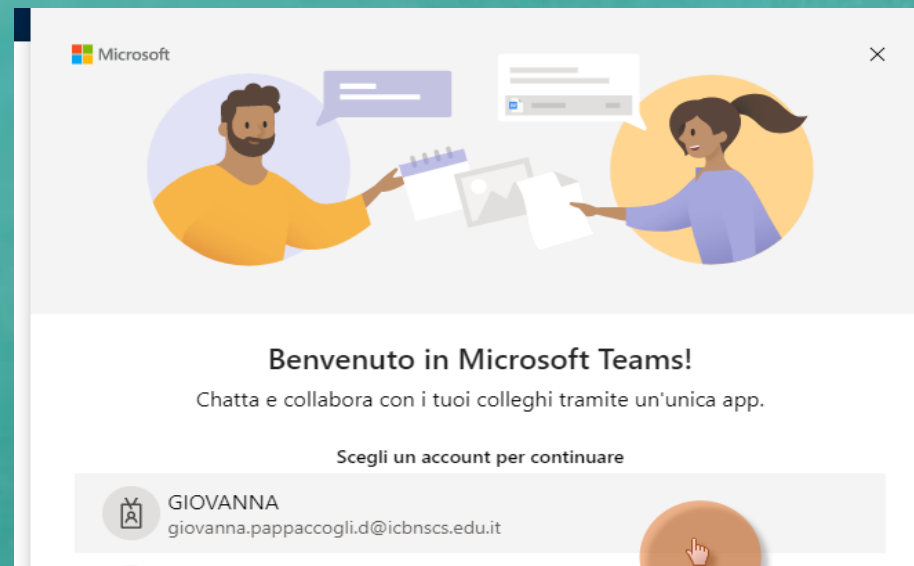 Microsoft
Benvenuto in Microsoft Teams!
Chatta e collabora con i tuoi colleghi tramite un'unica app.
Scegli un account per continuare
GIOVANNA
giovanna.pappaccogli.d@icbnscs.edu.it